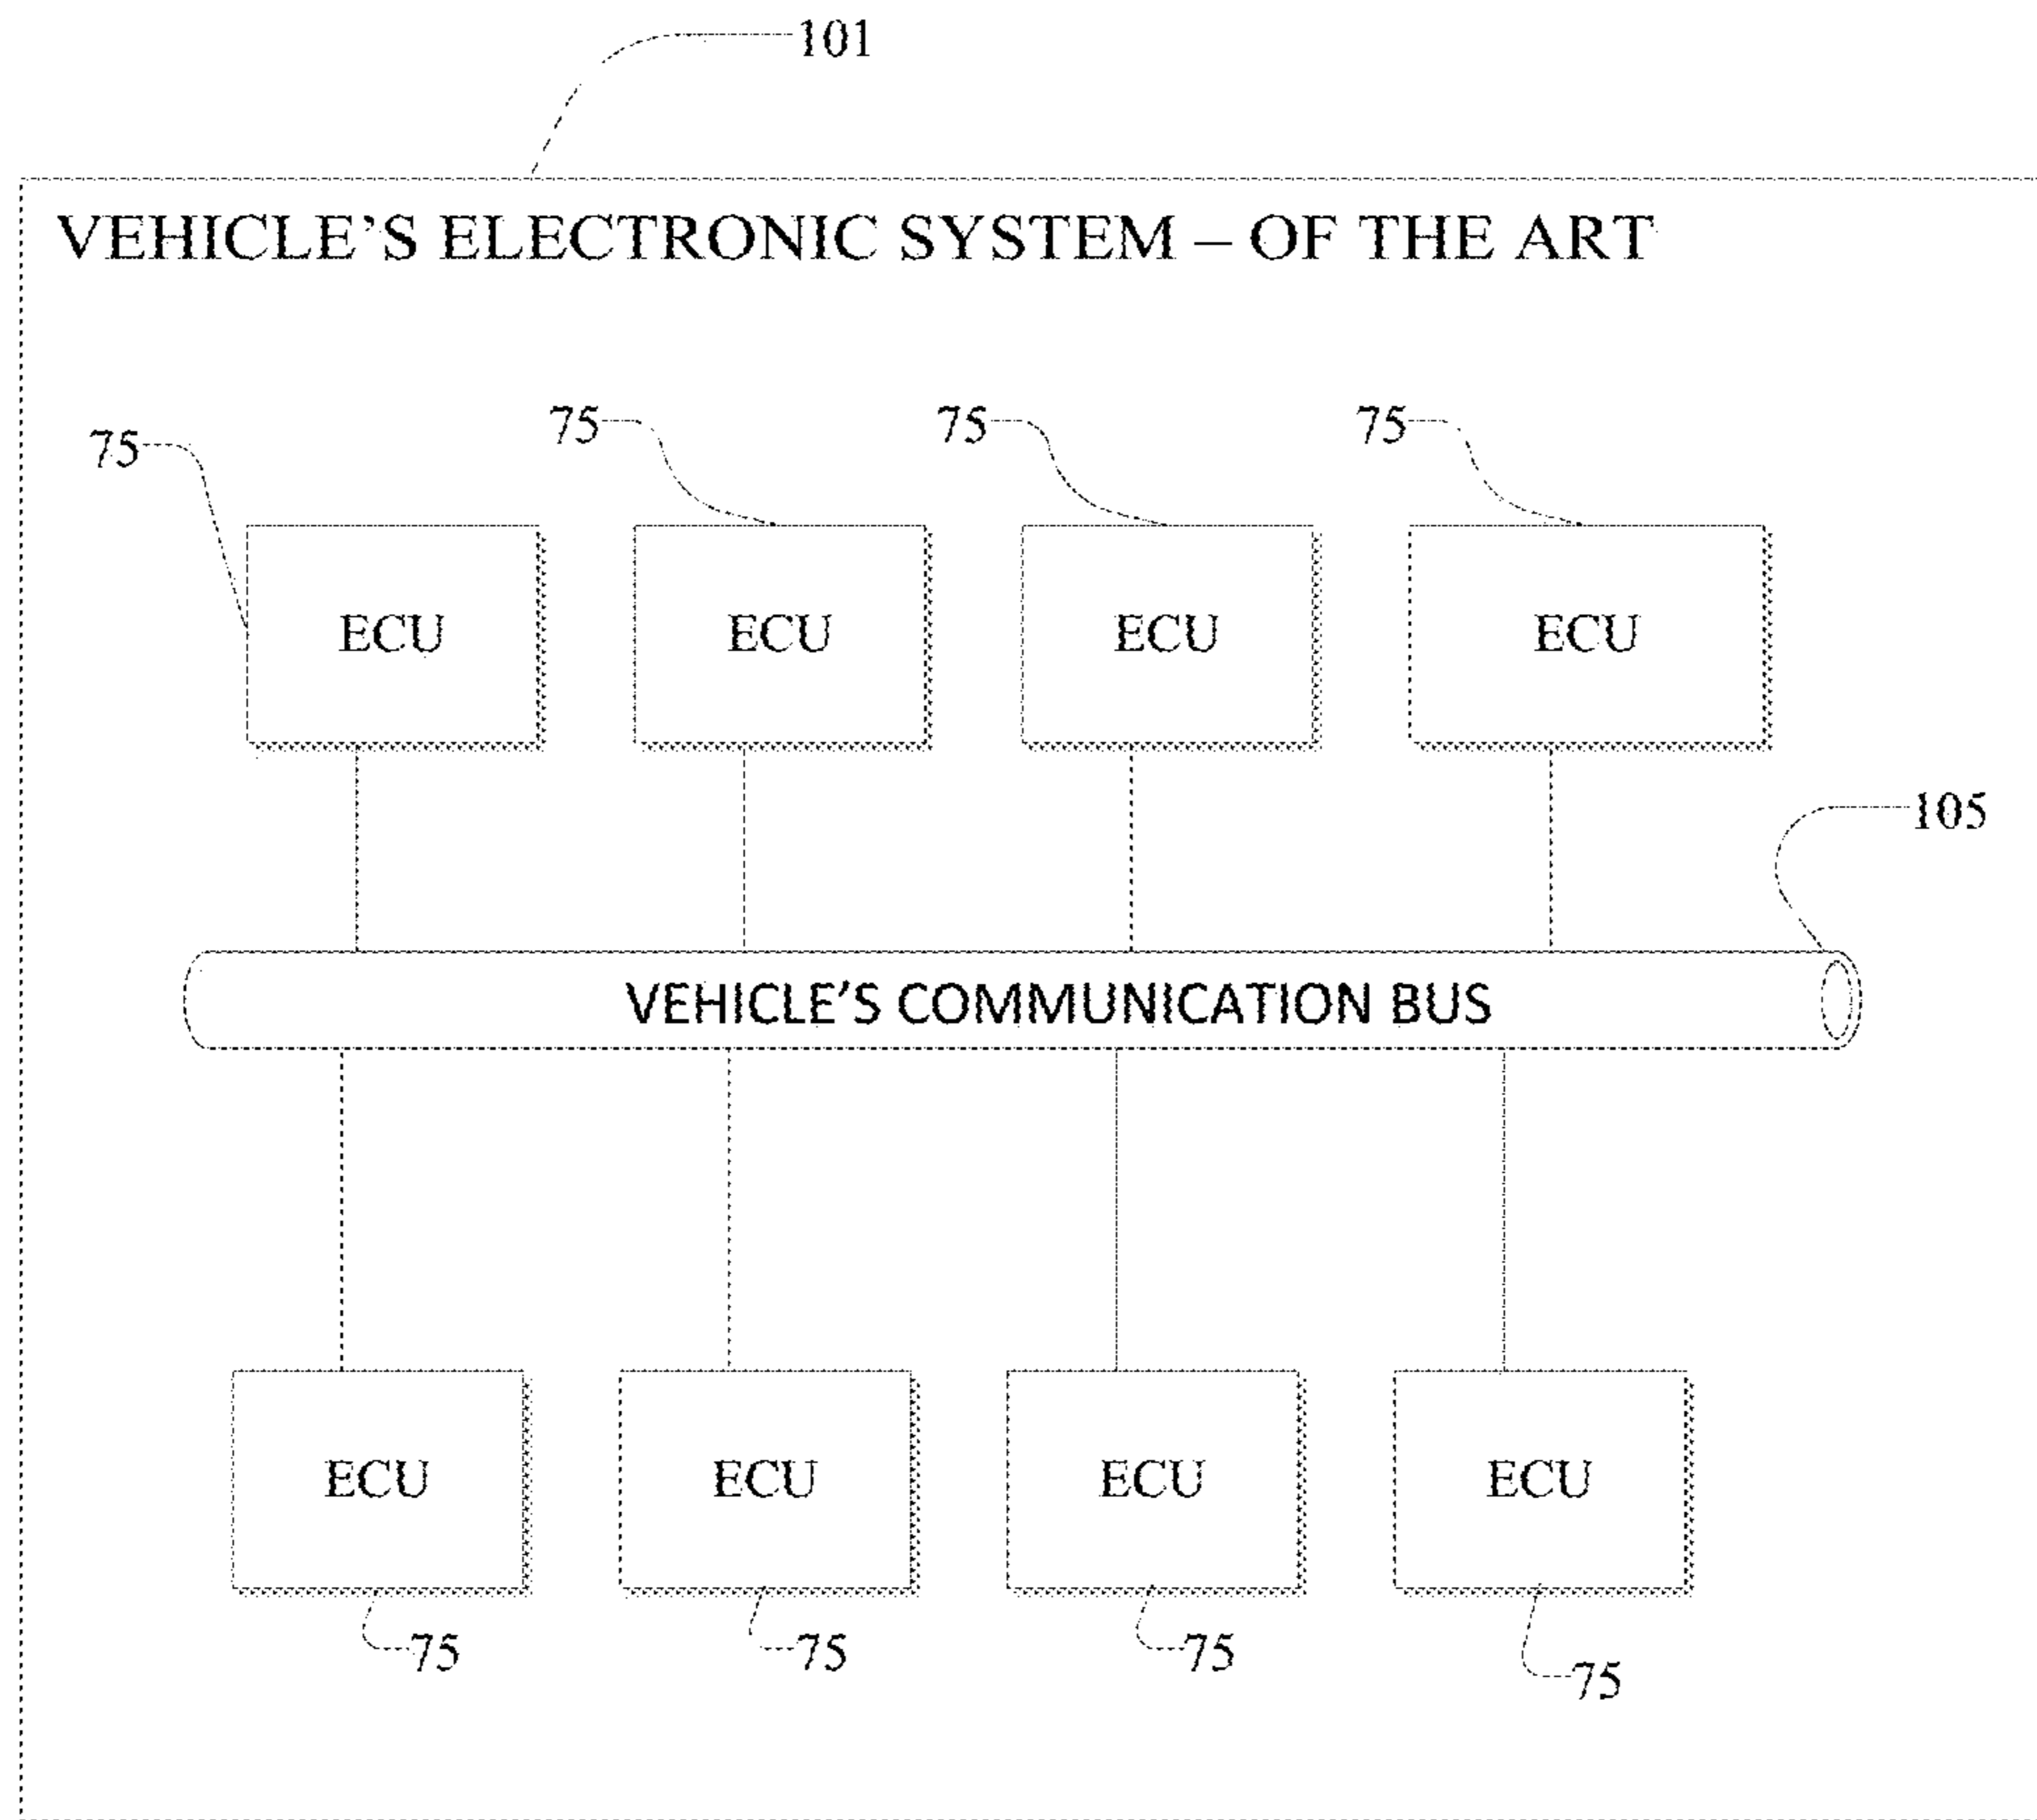 101
VEHICLE’S ELECTRONIC SYSTEM – OF THE ART
75 75 75 75
ECU ECU ECU ECU
105
VEHICLE’S COMMUNICATION BUS
ECU ECU ECU ECU
75 75 75 75